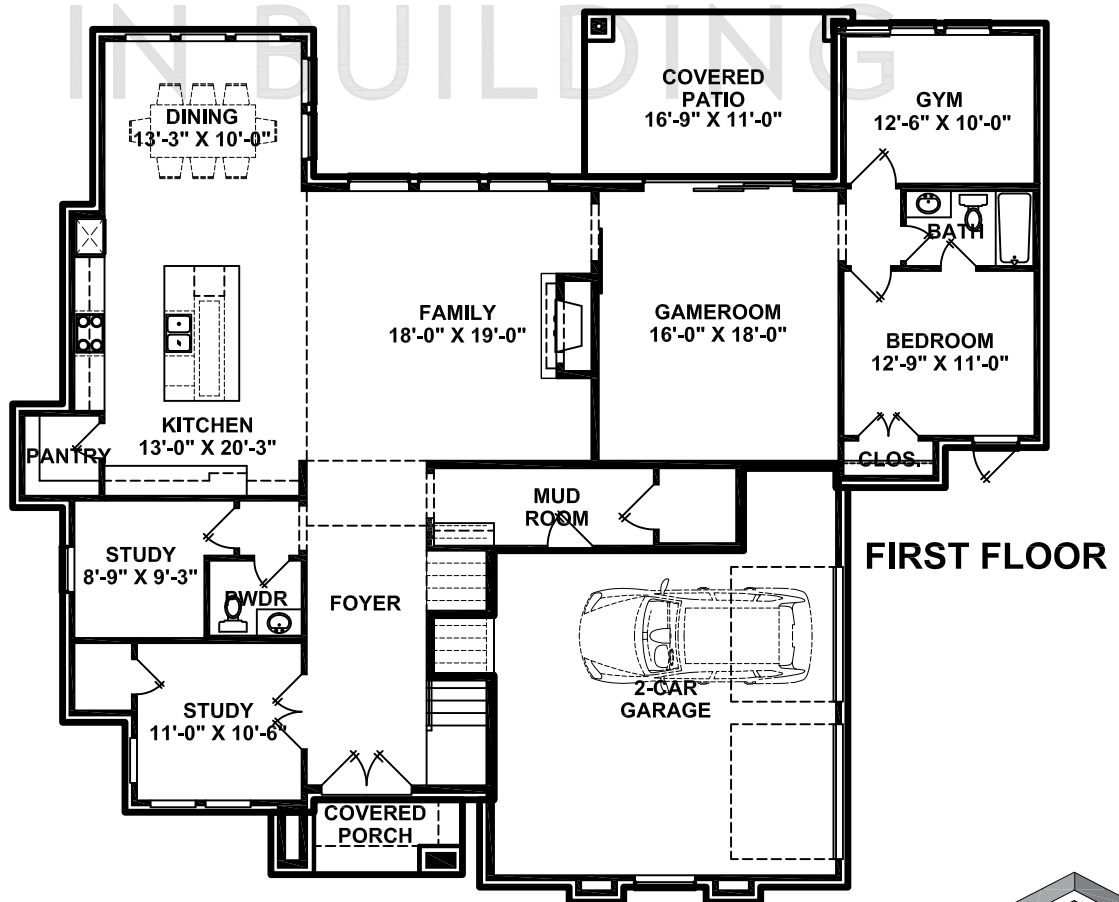 IN BUILDING
COVERED
PATIO
16'-9" X 11'-0"
GYM
12'-6" X 10'-0"
DINING
13'-3" X 10'-0"
BATH
FAMILY
18'-0" X 19'-0"
GAMEROOM
16'-0" X 18'-0"
BEDROOM
12'-9" X 11'-0"
KITCHEN
13'-0" X 20'-3"
PANTRY
CLOS.
MUD
ROOM
STUDY
8'-9" X 9'-3"
FIRST FLOOR
PWDR
FOYER
2-CAR
GARAGE
STUDY
11'-0" X 10'-6"
COVERED
PORCH